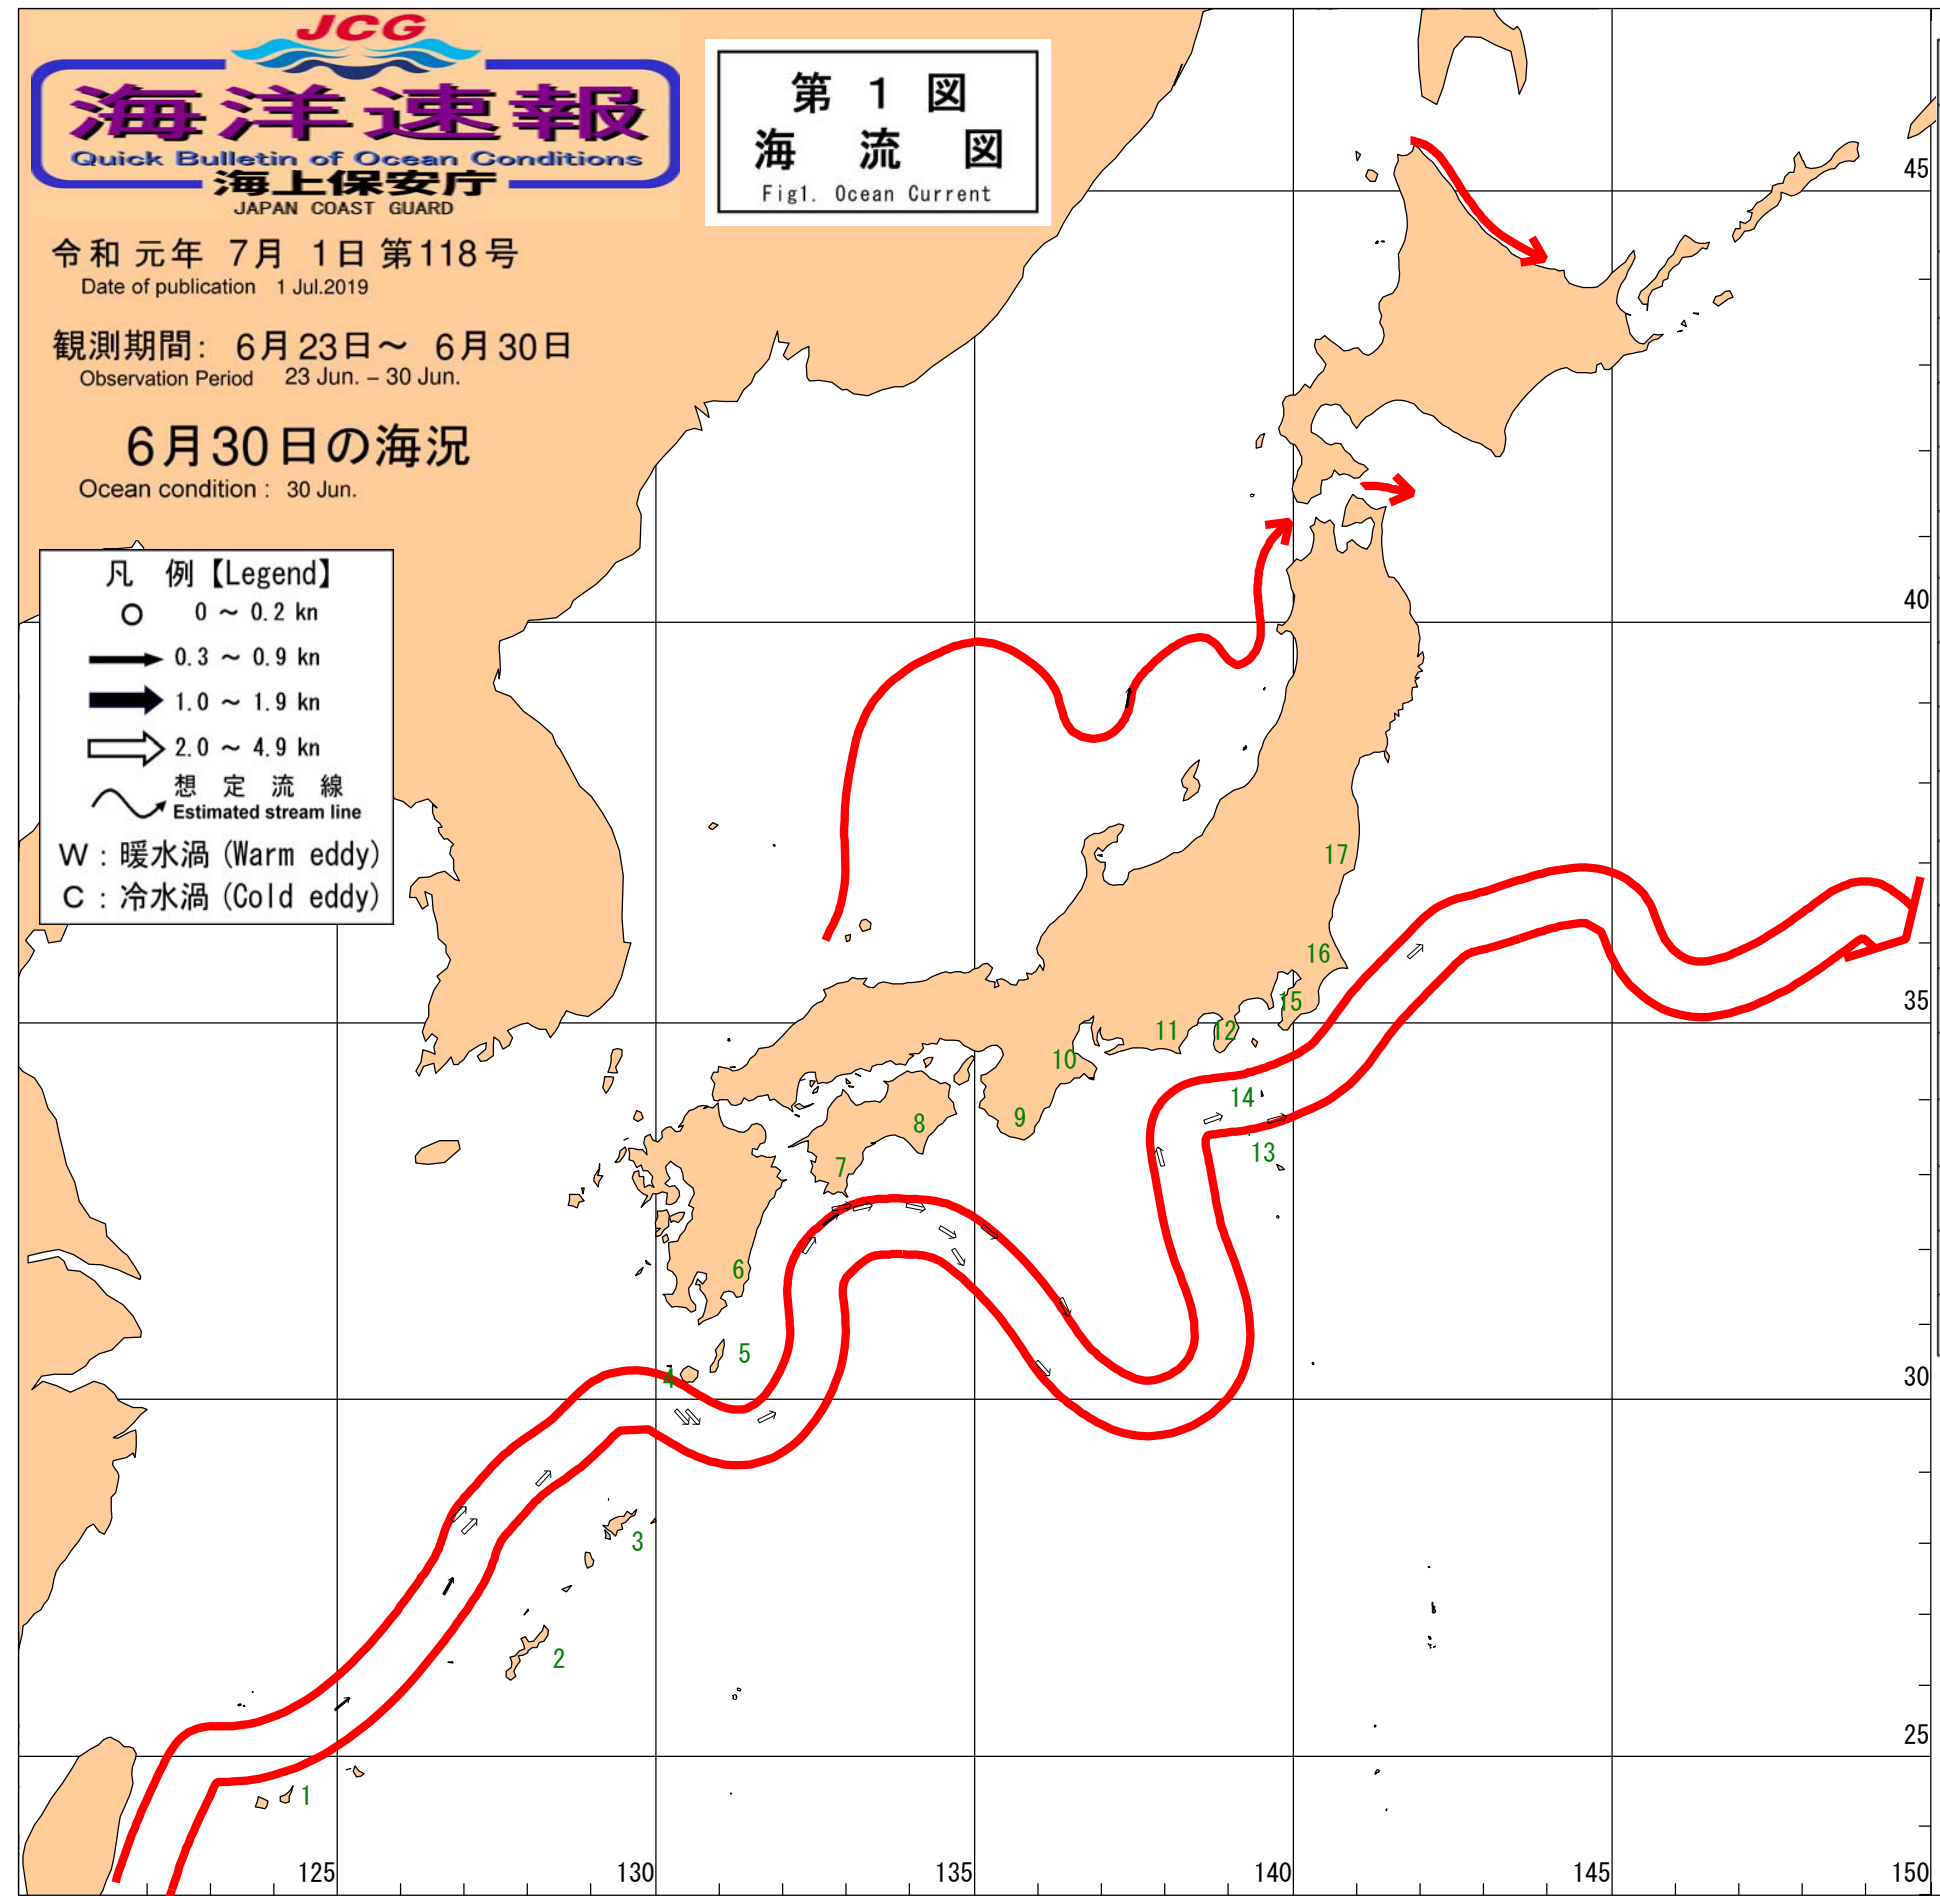 JCG
海洋速報
Quick Bulletin of Ocean Conditions
海上保安庁
JAPAN COAST GUARD
第 1 図
海 流 図
Fig1. Ocean Current
令和 元年 7月 1日 第118号
Date of publication 1 Jul.2019
観測期間: 6月23日～ 6月30日
Observation Period 23 Jun. – 30 Jun.
6月30日の海況
Ocean condition : 30 Jun.
凡 例【Legend】
0 ～ 0.2 kn
0.3 ～ 0.9 kn
1.0 ～ 1.9 kn
2.0 ～ 4.9 kn
想 定 流 線
Estimated stream line
W : 暖水渦 (Warm eddy)
C : 冷水渦 (Cold eddy)
45
40
17
16
35
15
11
12
10
14
9
8
13
7
6
5
4
30
3
2
25
1
125
130
135
140
145
150